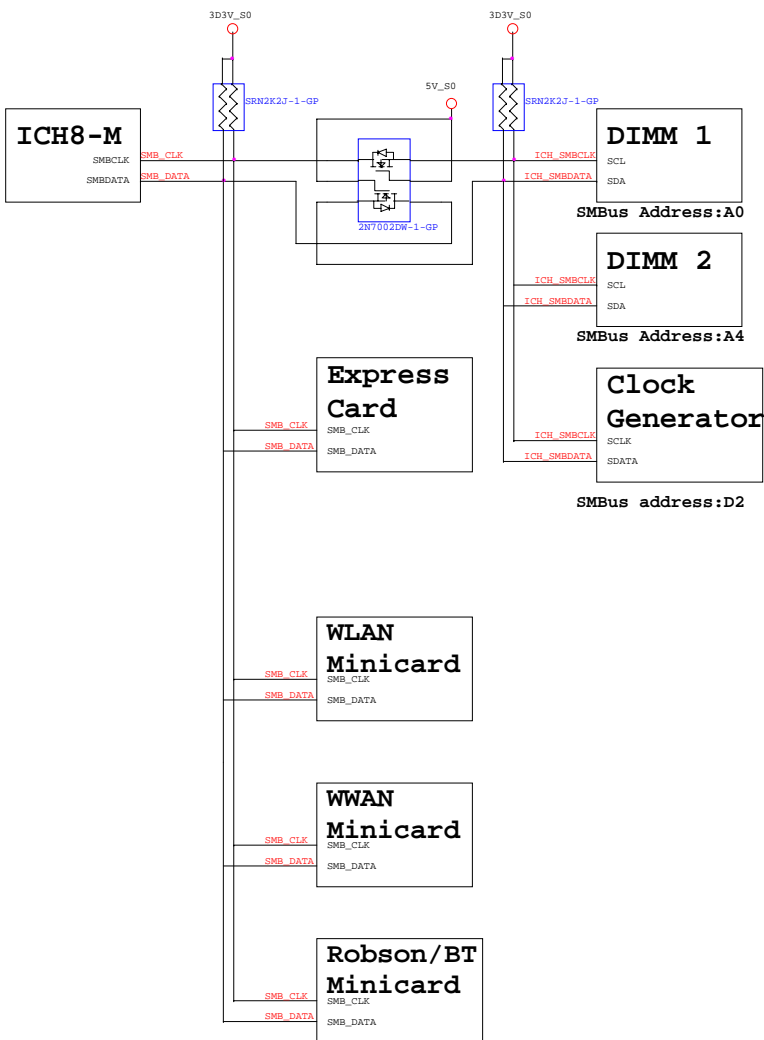 3D3V_S0
3D3V_S0
5V_S0
SRN2K2J-1-GP
SRN2K2J-1-GP
ICH8-M
SMBCLK
SMBDATA
SMB_CLK
SMB_DATA
2N7002DW-1-GP
ICH_SMBCLK
ICH_SMBDATA
DIMM 1
SCL
SDA
SMBus Address:A0
ICH_SMBCLK
ICH_SMBDATA
DIMM 2
SCL
SDA
SMBus Address:A4
Express
Card
SMB_CLK
SMB_CLK
SMB_DATA
SMB_DATA
Clock
Generator
ICH_SMBCLK
SCLK
ICH_SMBDATA
SDATA
SMBus address:D2
WLAN
Minicard
SMB_CLK
SMB_CLK
SMB_DATA
SMB_DATA
WWAN
Minicard
SMB_CLK
SMB_CLK
SMB_DATA
SMB_DATA
Robson/BT
Minicard
SMB_CLK
SMB_CLK
SMB_DATA
SMB_DATA